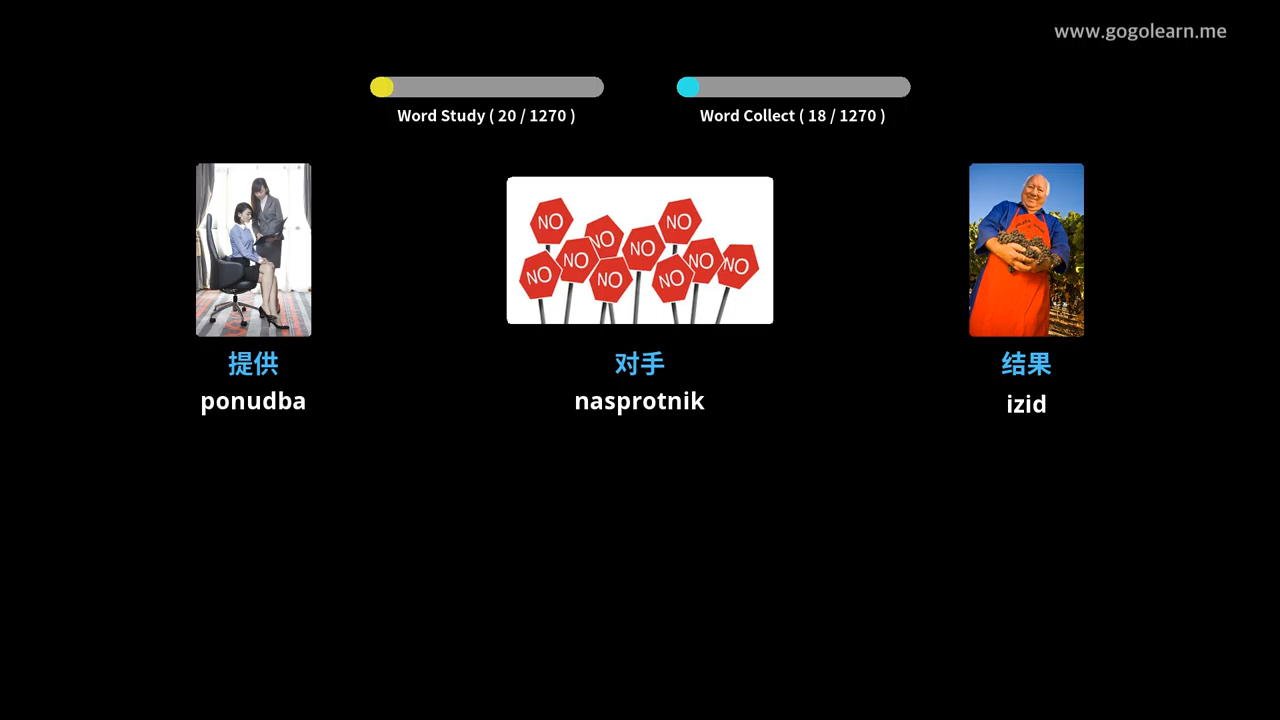 www.gogolearn.me
Word Study ( 20 / 1270 )
Word Collect ( 18 / 1270 )
NO
NO
NO
NO
NO
NO
NO
NO
NO
NO
提供
对手
结果
ponudba
nasprotnik
izid